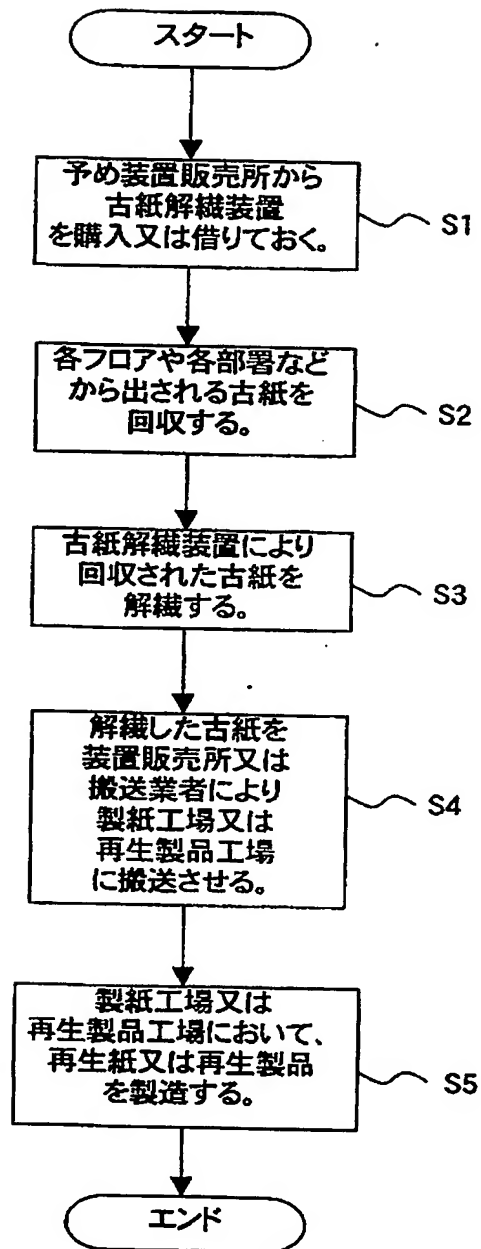 スタート
予め装置販売所から
古紙解繊装置
を購入又は借りておく。
S1
各フロアや各部署など
から出される古紙を
回収する。
S2
古紙解繊装置により
回収された古紙を
解繊する。
S3
解繊した古紙を
装置販売所又は
搬送業者により
製紙工場又は
再生製品工場
に搬送させる。
S4
製紙工場又は
再生製品工場において、
再生紙又は再生製品
を製造する。
S5
エンド